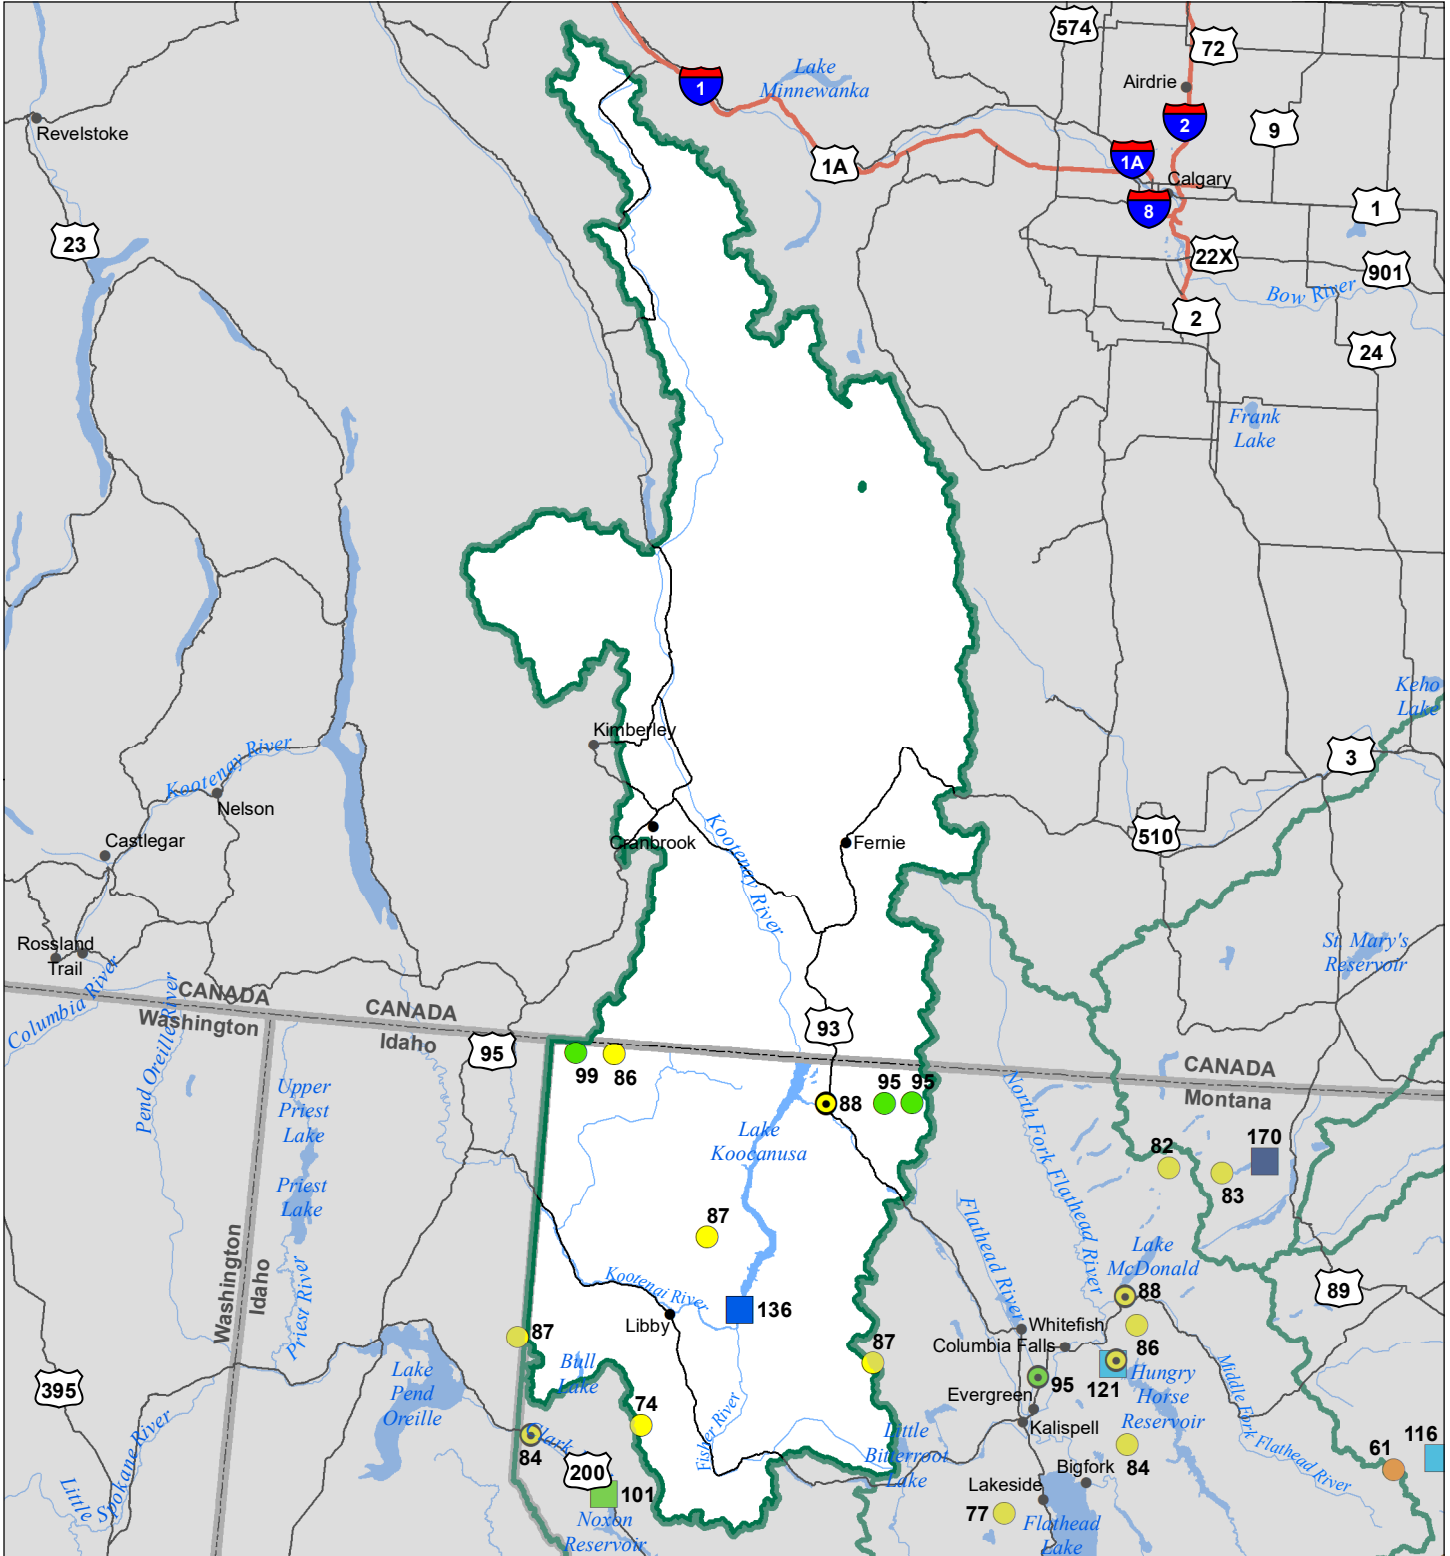 574
72
Airdrie
Lake
Minnewanka
1
2
9
Revelstoke
1A
1A
Calgary
8
1
23
22X
901
Bow River
2
24
Frank
Lake
Keho
Lake
Kimberley
Kootenay River
3
Nelson
Kootenay River
510
Castlegar
Cranbrook
Fernie
Rossland
Trail
St. Mary's
Reservoir
Columbia River
Pend Oreille River
CANADA
Washington
CANADA
Idaho
95
93
CANADA
Montana
99
86
88
95
95
North Fork Flathead River
Upper
Priest
Lake
Priest
Lake
Lake
Koocanusa
82
170
83
87
Flathead River
Lake
McDonald
Washington
Idaho
Priest River
Kootenai River
136
Libby
88
89
Whitefish
Columbia Falls
86
87
87
Bull
Lake
121
Hungry
Horse
Reservoir
95
Evergreen
Kalispell
Middle Fork Flathead River
395
Lake
Pend
Oreille
74
Fisher River
Little
Bitterroot
Lake
Clark
84
200
101
Noxon
Reservoir
Little Spokane River
84
Bigfork
Lakeside
77
Flathead
Lake
61
116